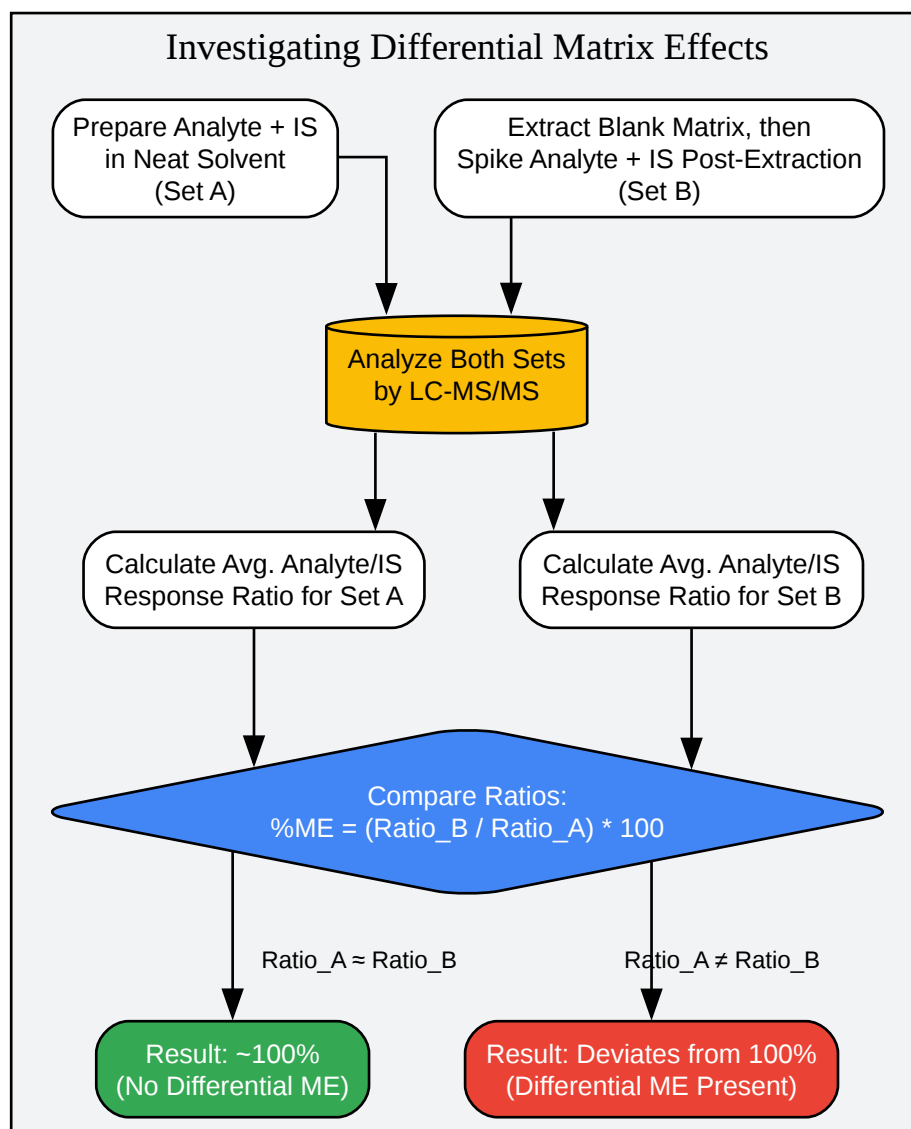 Investigating Differential Matrix Effects
Prepare Analyte + IS
in Neat Solvent
(Set A)
Extract Blank Matrix, then
Spike Analyte + IS Post-Extraction
(Set B)
Analyze Both Sets
by LC-MS/MS
Calculate Avg. Analyte/IS
Response Ratio for Set A
Calculate Avg. Analyte/IS
Response Ratio for Set B
Compare Ratios:
%ME = (Ratio_B / Ratio_A) * 100
Ratio_A ≈ Ratio_B
Ratio_A ≠ Ratio_B
Result: ~100%
(No Differential ME)
Result: Deviates from 100%
(Differential ME Present)